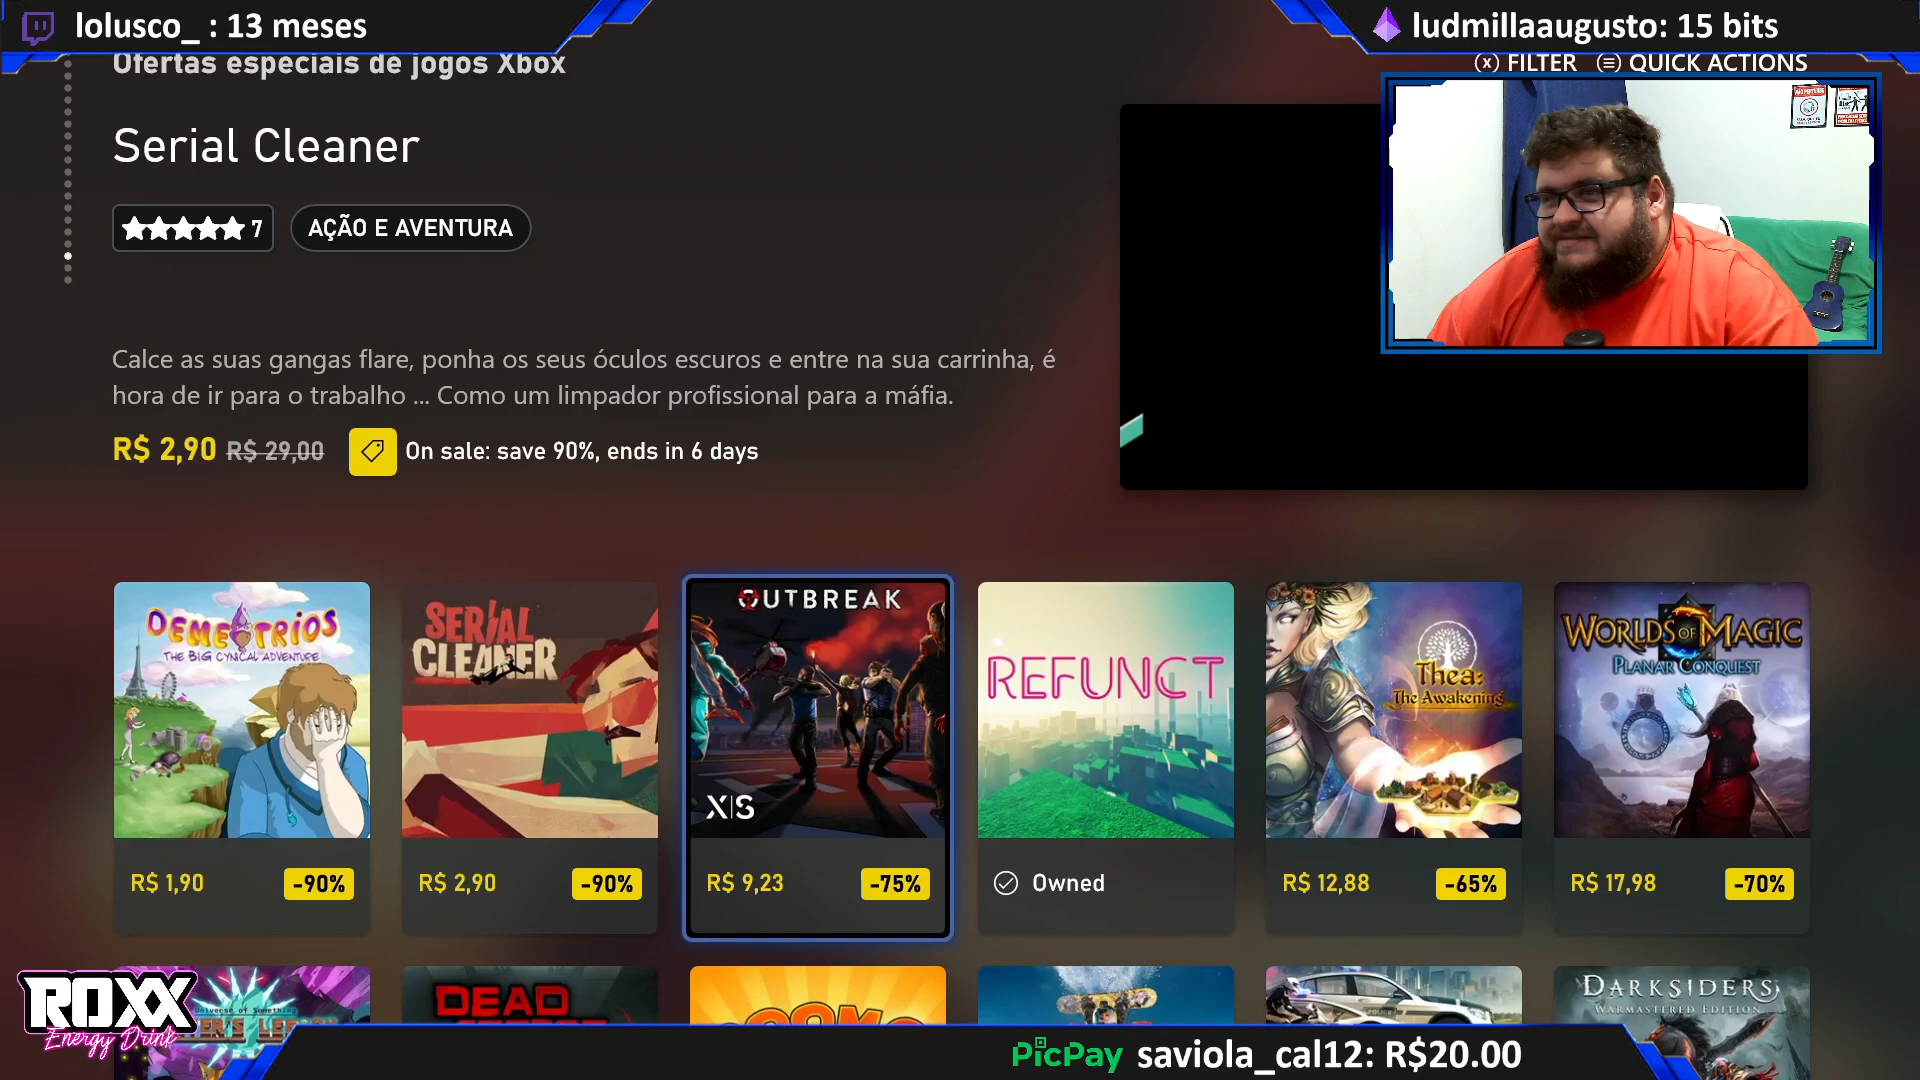 lolusco_ : 13 meses
ludmillaaugusto: 15 bits
Ofertas especiais de jogos Xbox
FILTER
QUICK ACTIONS
Serial Cleaner
7
AÇÃO E AVENTURA
Calce as suas gangas flare, ponha os seus óculos escuros e entre na sua carrinha, é
hora de ir para o trabalho ... Como um limpador profissional para a máfia.
R$ 2,90 R$ 29,00
On sale: save 90%, ends in 6 days
DEMETRIOS
THE BIG CYNICAL ADVENTURE
SERIAL
CLEANER
OUTBREAK
X|S
REFUNCT
Thea:
The Awakening
WORLDS OF MAGIC
PLANAR CONQUEST
R$ 1,90 -90%
R$ 2,90 -90%
R$ 9,23 -75%
Owned
R$ 12,88 -65%
R$ 17,98 -70%
ROXX
Energy Drink
Universe of Something
DEAD
DARKSIDERS
WARMASTERED EDITION
PicPay saviola_cal12: R$20.00